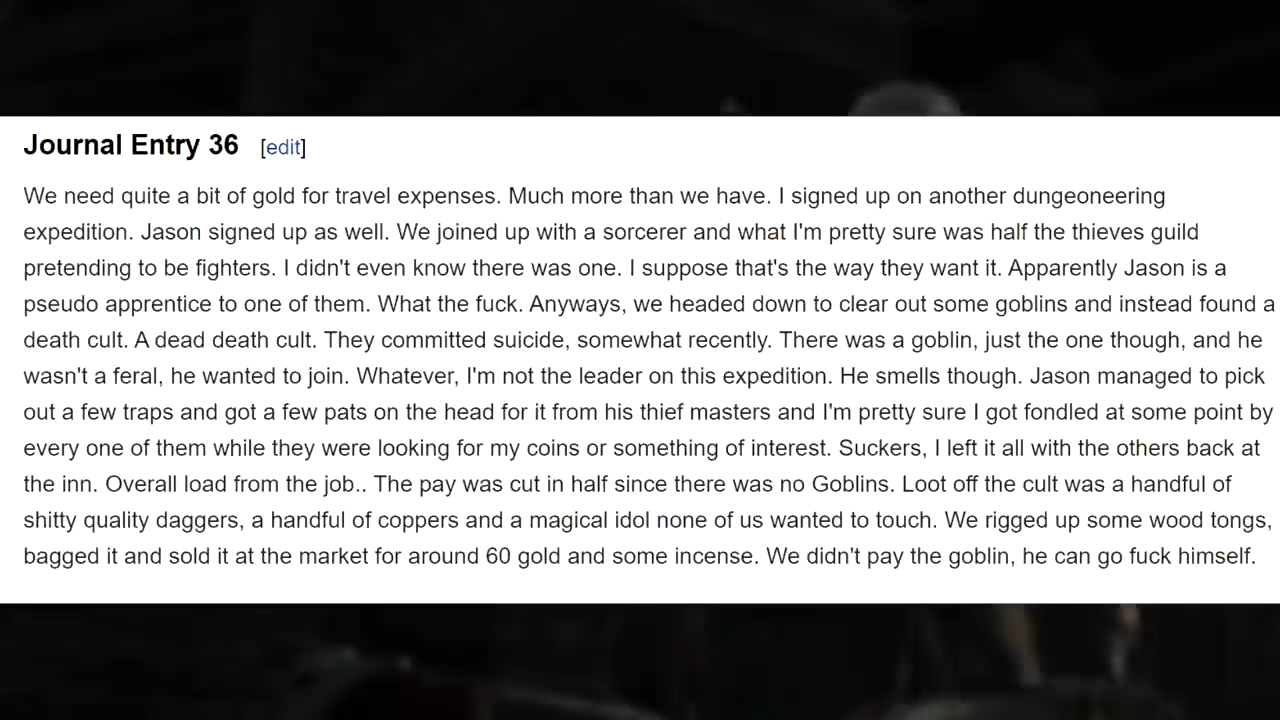 Journal Entry 36 [edit]
We need quite a bit of gold for travel expenses. Much more than we have. I signed up on another dungeoneering
expedition. Jason signed up as well. We joined up with a sorcerer and what I'm pretty sure was half the thieves guild
pretending to be fighters. I didn't even know there was one. I suppose that's the way they want it. Apparently Jason is a
pseudo apprentice to one of them. What the fuck. Anyways, we headed down to clear out some goblins and instead found a
death cult. A dead death cult. They committed suicide, somewhat recently. There was a goblin, just the one though, and he
wasn't a feral, he wanted to join. Whatever, I'm not the leader on this expedition. He smells though. Jason managed to pick
out a few traps and got a few pats on the head for it from his thief masters and I'm pretty sure I got fondled at some point by
every one of them while they were looking for my coins or something of interest. Suckers, I left it all with the others back at
the inn. Overall load from the job.. The pay was cut in half since there was no Goblins. Loot off the cult was a handful of
shitty quality daggers, a handful of coppers and a magical idol none of us wanted to touch. We rigged up some wood tongs,
bagged it and sold it at the market for around 60 gold and some incense. We didn't pay the goblin, he can go fuck himself.